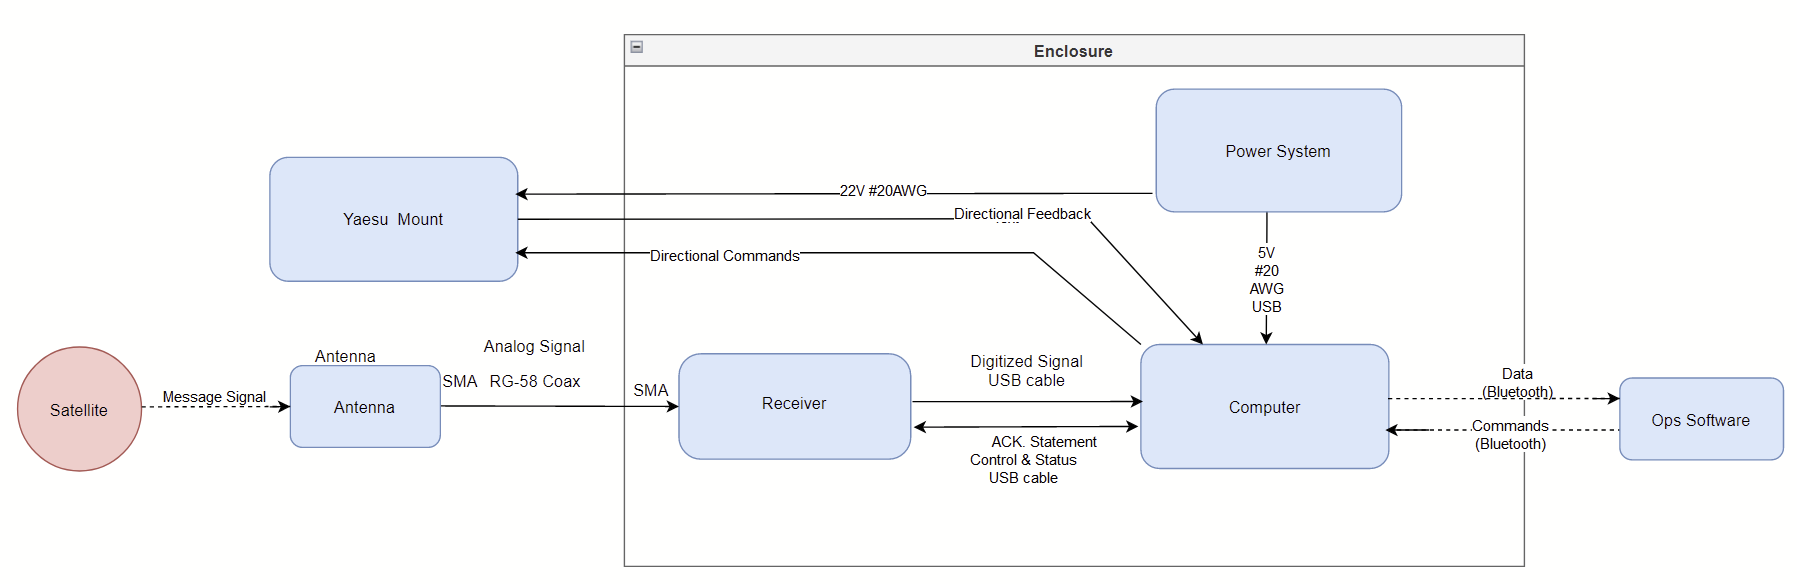 Enclosure
Power System
22V #20AWG
Yaesu  Mount
Directional Feedback
Directional Commands
5V
#20
AWG
USB
Antenna
Analog Signal
SMA
RG-58 Coax
SMA
Message Signal
Satellite
Antenna
Receiver
Digitized Signal
USB cable
ACK. Statement
Control & Status
USB cable
Computer
Data
(Bluetooth)
Commands
(Bluetooth)
Ops Software